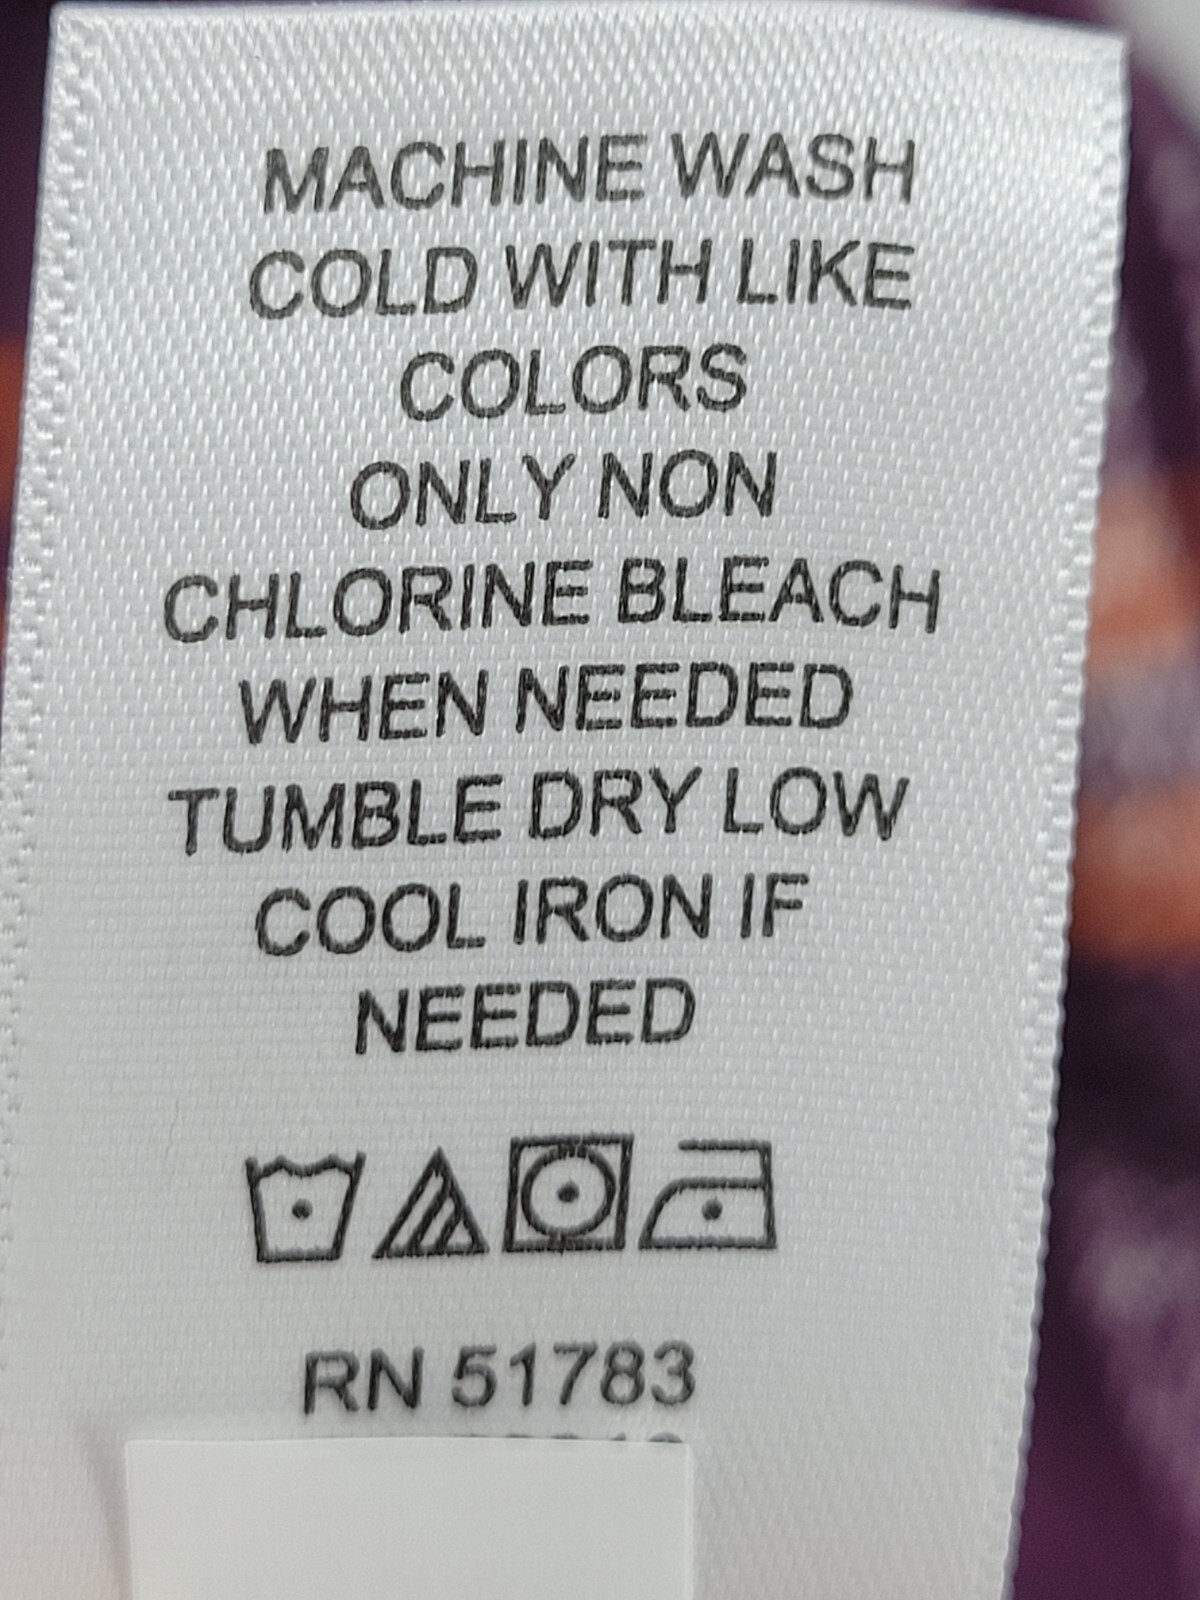 MACHINE WASH
COLD WITH LIKE
COLORS
ONLY NON
CHLORINE BLEACH
WHEN NEEDED
TUMBLE DRY LOW
COOL IRON IF
NEEDED
RN 51783